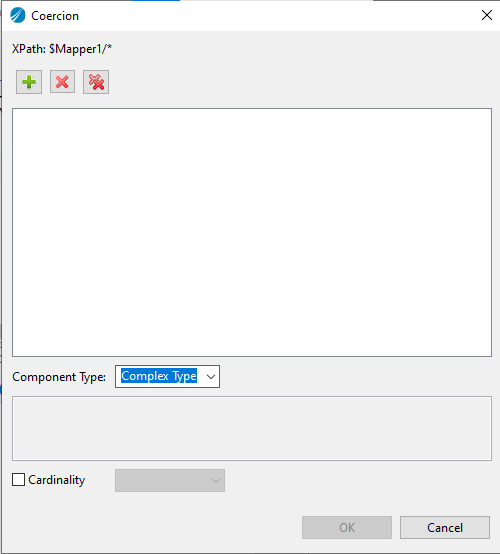 Coercion
XPath: $Mapper1/*
Component Type: Complex Type
Cardinality
OK Cancel